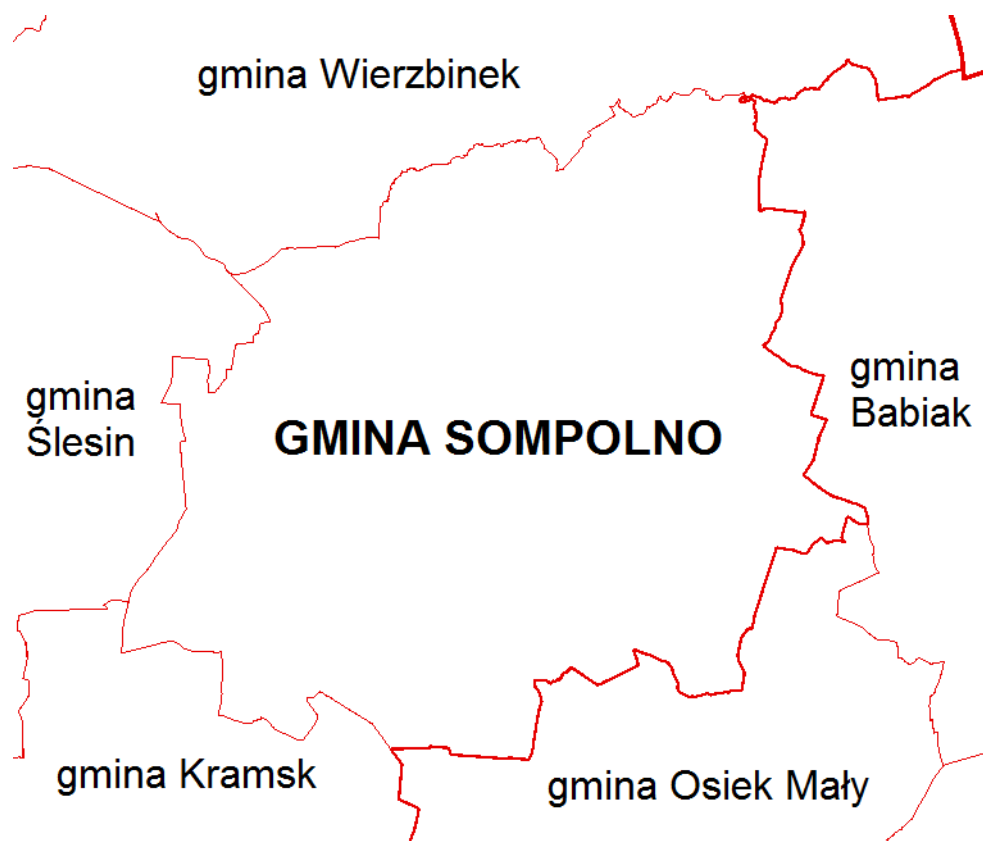 gmina Wierzbinek
gmina
Ślesin
GMINA SOMPOLNO
gmina
Babiak
gmina Kramsk
gmina Osiek Mały